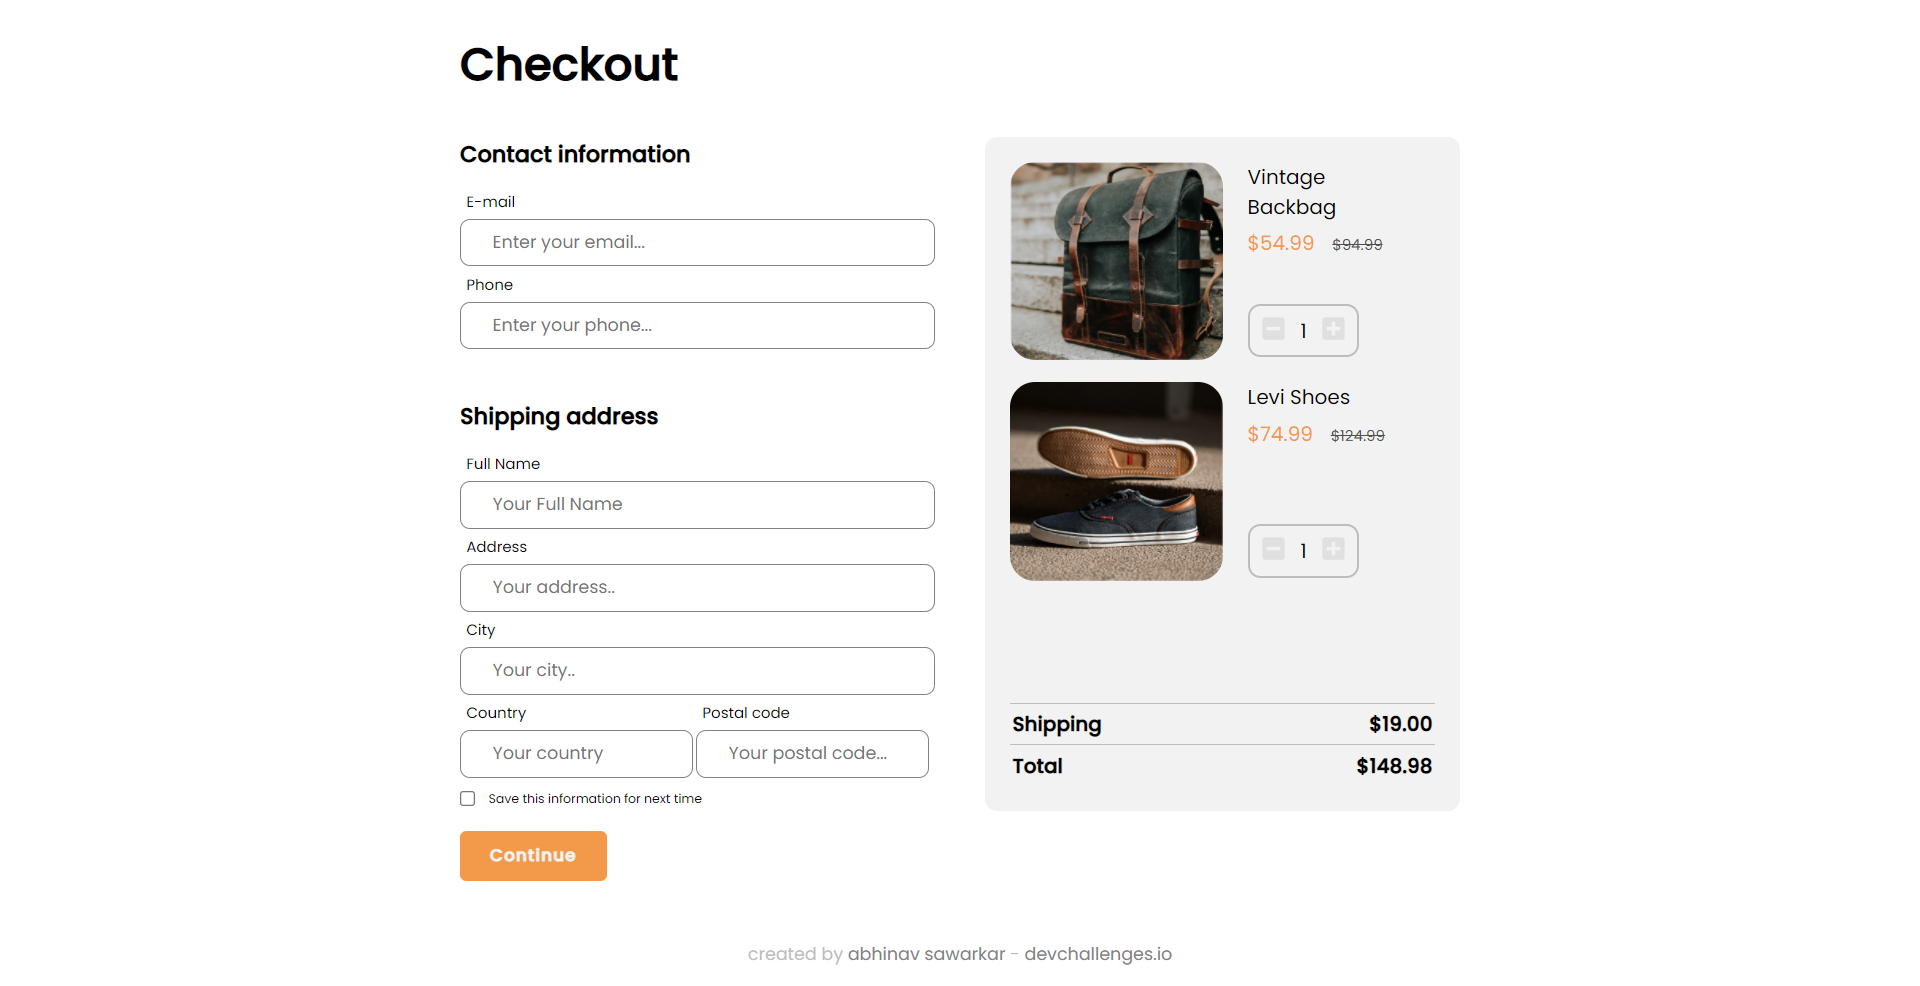 Checkout
Contact information
E-mail
Enter your email...
Phone
Enter your phone...
Shipping address
Full Name
Your Full Name
Address
Your address..
City
Your city..
Country Postal code
Your country Your postal code...
Save this information for next time
Continue
Vintage
Backbag
$54.99 $94.99
1
Levi Shoes
$74.99 $124.99
1
Shipping $19.00
Total $148.98
created by abhinav sawarkar - devchallenges.io